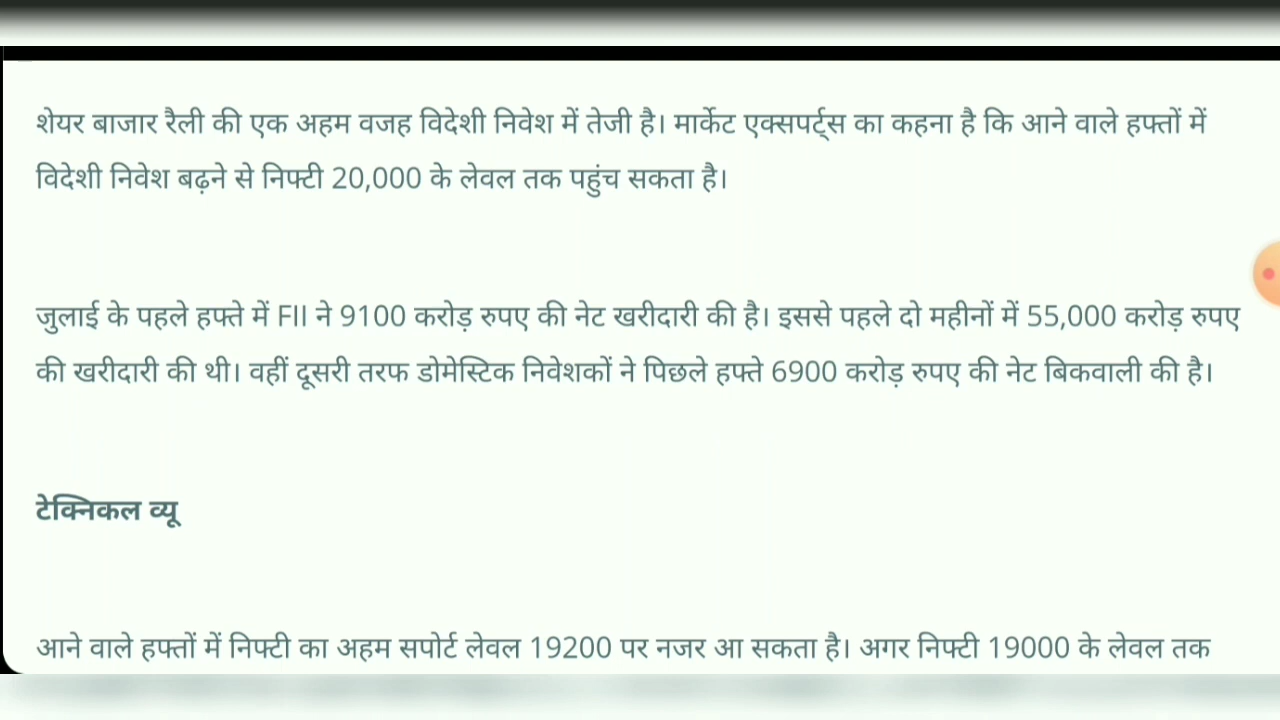 शेयर बाजार रैली की एक अहम वजह विदेशी निवेश में तेजी है। मार्केट एक्सपर्ट्स का कहना है कि आने वाले हफ्तों में
विदेशी निवेश बढ़ने से निफ्टी 20,000 के लेवल तक पहुंच सकता है।
जुलाई के पहले हफ्ते में FII ने 9100 करोड़ रुपए की नेट खरीदारी की है। इससे पहले दो महीनों में 55,000 करोड़ रुपए
की खरीदारी की थी। वहीं दूसरी तरफ डोमेस्टिक निवेशकों ने पिछले हफ्ते 6900 करोड़ रुपए की नेट बिकवाली की है।
टेक्निकल व्यू
आने वाले हफ्तों में निफ्टी का अहम सपोर्ट लेवल 19200 पर नजर आ सकता है। अगर निफ्टी 19000 के लेवल तक